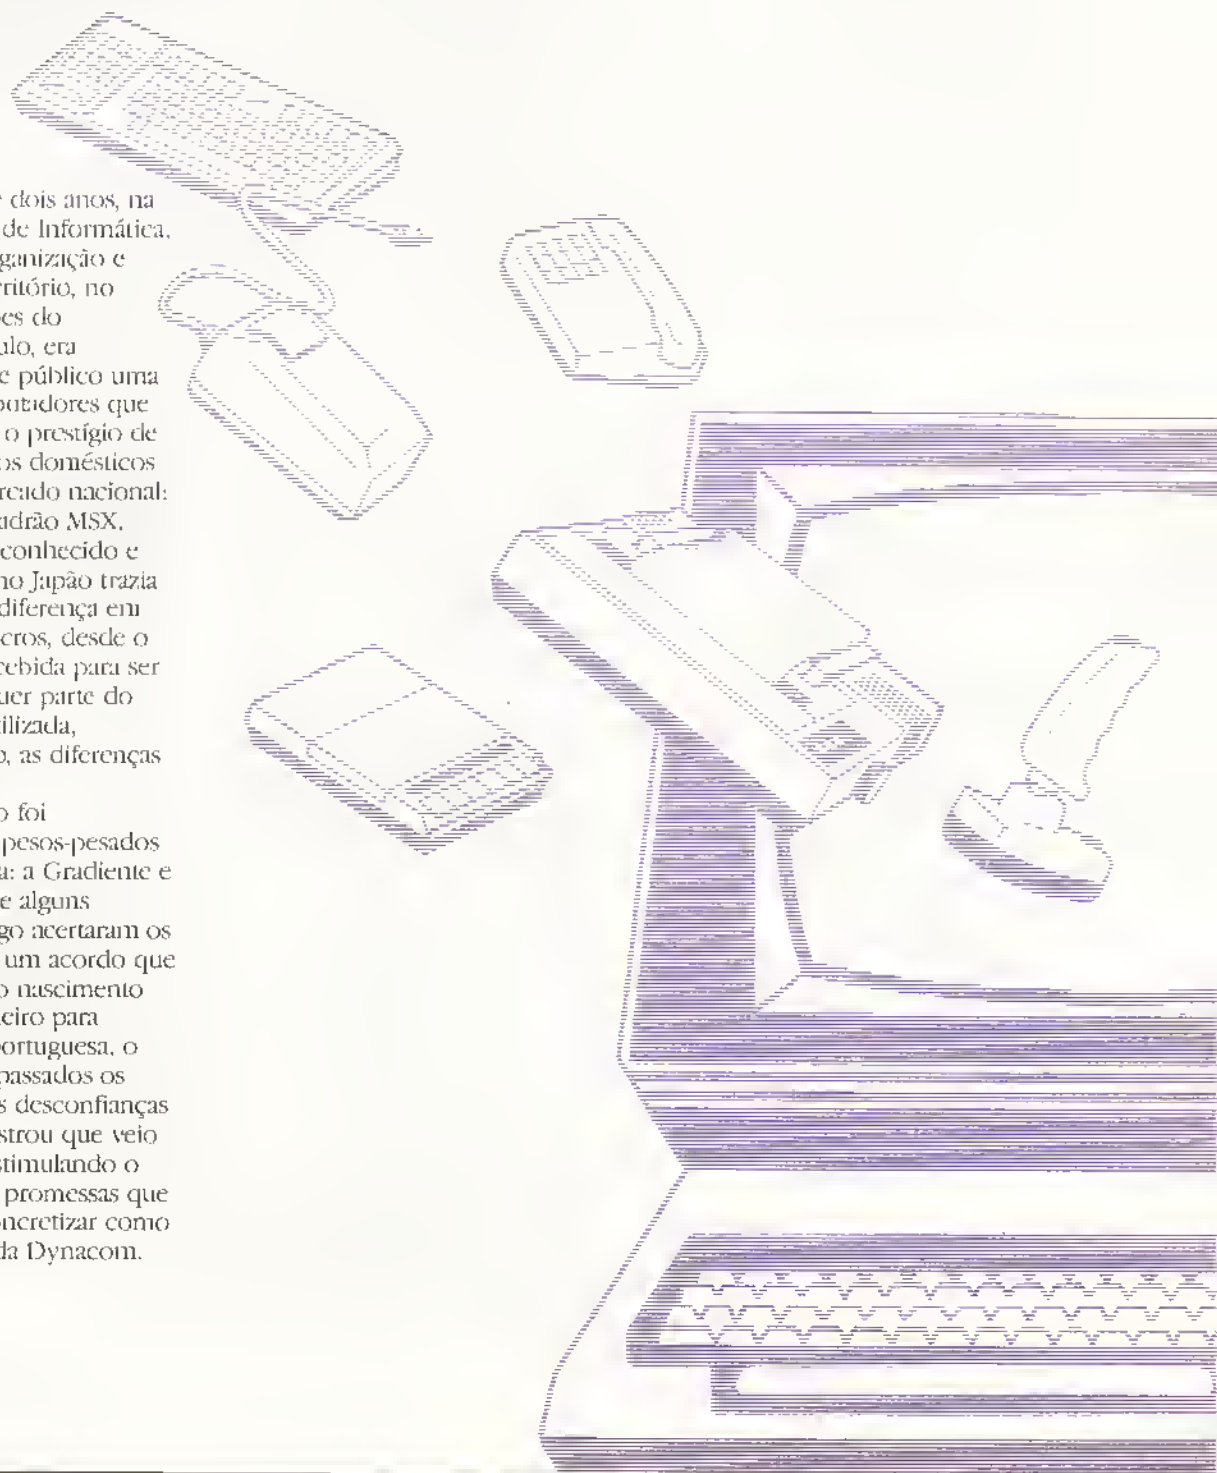 dois anos, na
de Informática,
ganização e
ritório, no
es do
ulo, era
e público uma
putadores que
o prestígio de
os domésticos
rcado nacional:
adrão MSX,
conhecido e
no Japão trazia
diferença em
cros, desde o
cebida para ser
uer parte do
ilizada,
o, as diferenças
o foi
pesos-pesados
a: a Gradiente e
e alguns
go acertaram os
um acordo que
o nascimento
eiro para
portuguesa, o
passados os
s desconfianças
strou que veio
stimulando o
promessas que
ncretizar como
da Dynacom.